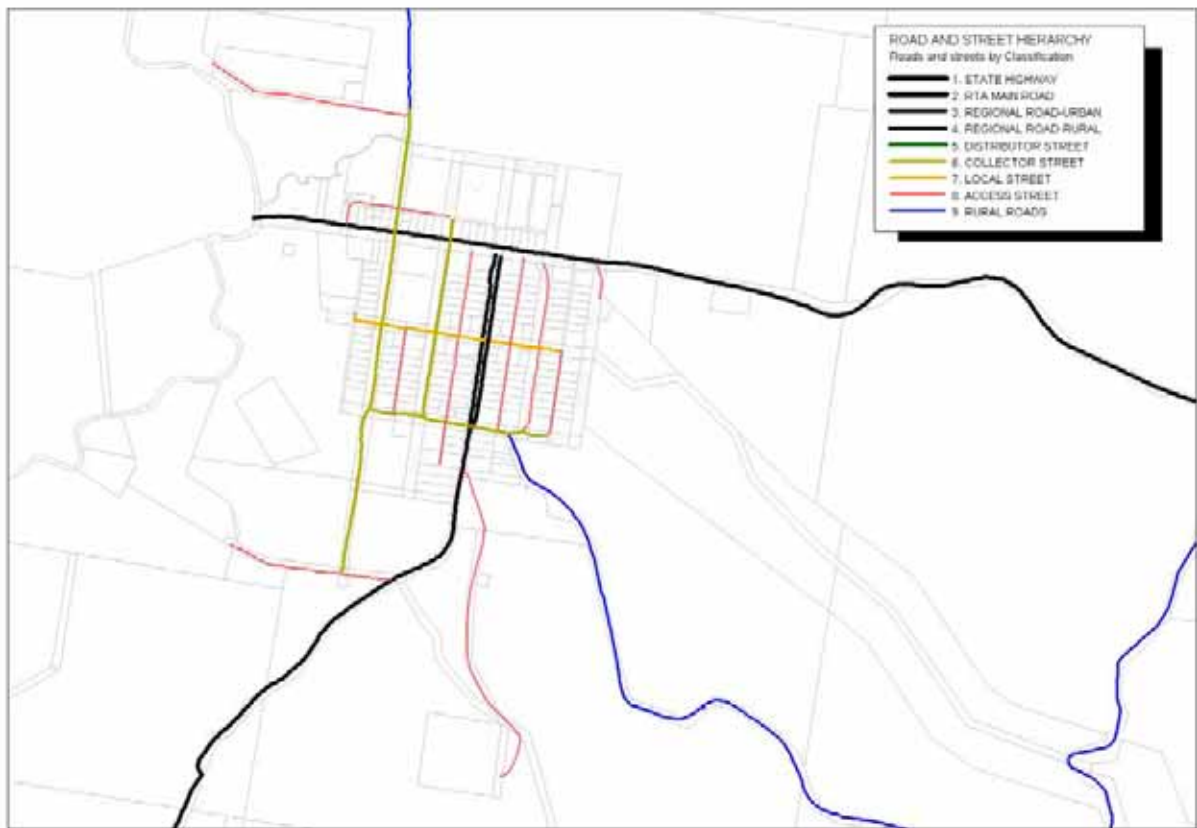 ROAD AND STREET HIERARCHY
Roads and streets by Classification
1. STATE HIGHWAY
2. RTA MAIN ROAD
3. REGIONAL ROAD-URBAN
4. REGIONAL ROAD-RURAL
5. DISTRIBUTOR STREET
6. COLLECTOR STREET
7. LOCAL STREET
8. ACCESS STREET
9. RURAL ROADS